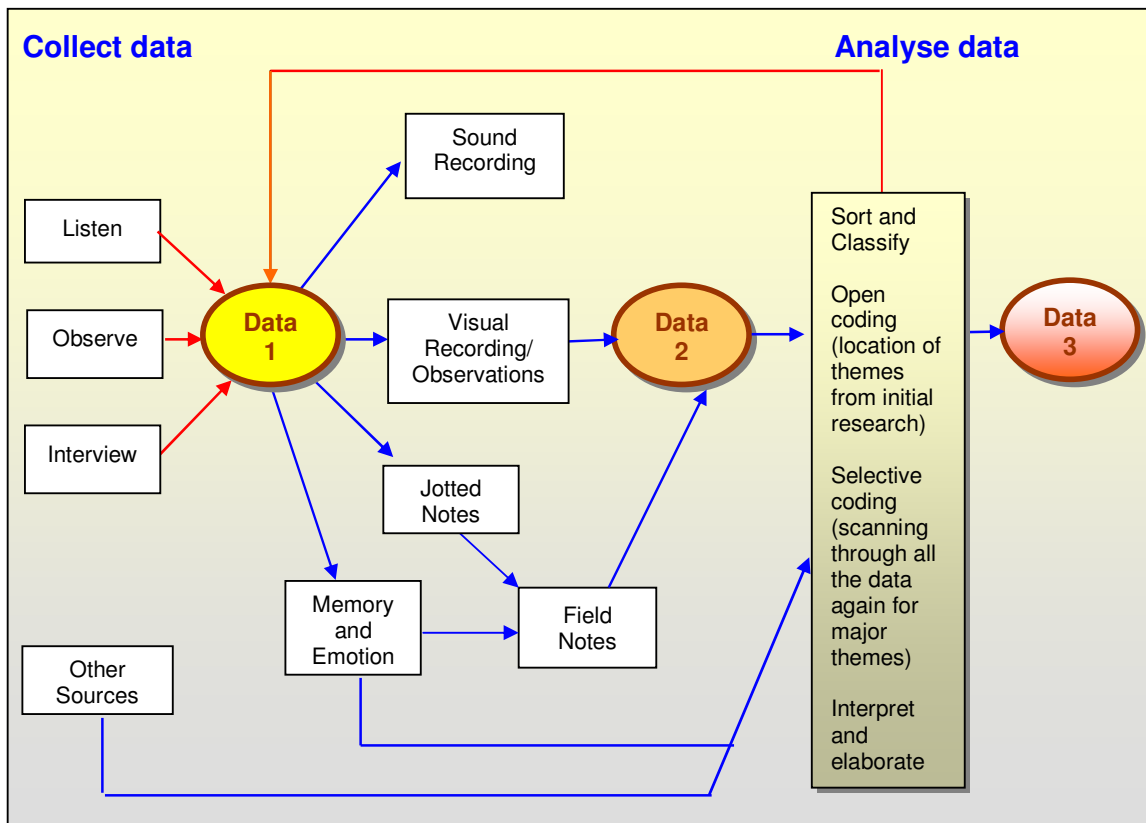 Collect data
Analyse data
Sound
Recording
Listen
Observe
Interview
Data
1
Visual
Recording/
Observations
Data
2
Jotted
Notes
Memory
and
Emotion
Field
Notes
Other
Sources
Sort and
Classify
Open
coding
(location of
themes
from initial
research)
Selective
coding
(scanning
through all
the data
again for
major
themes)
Interpret
and
elaborate
Data
3